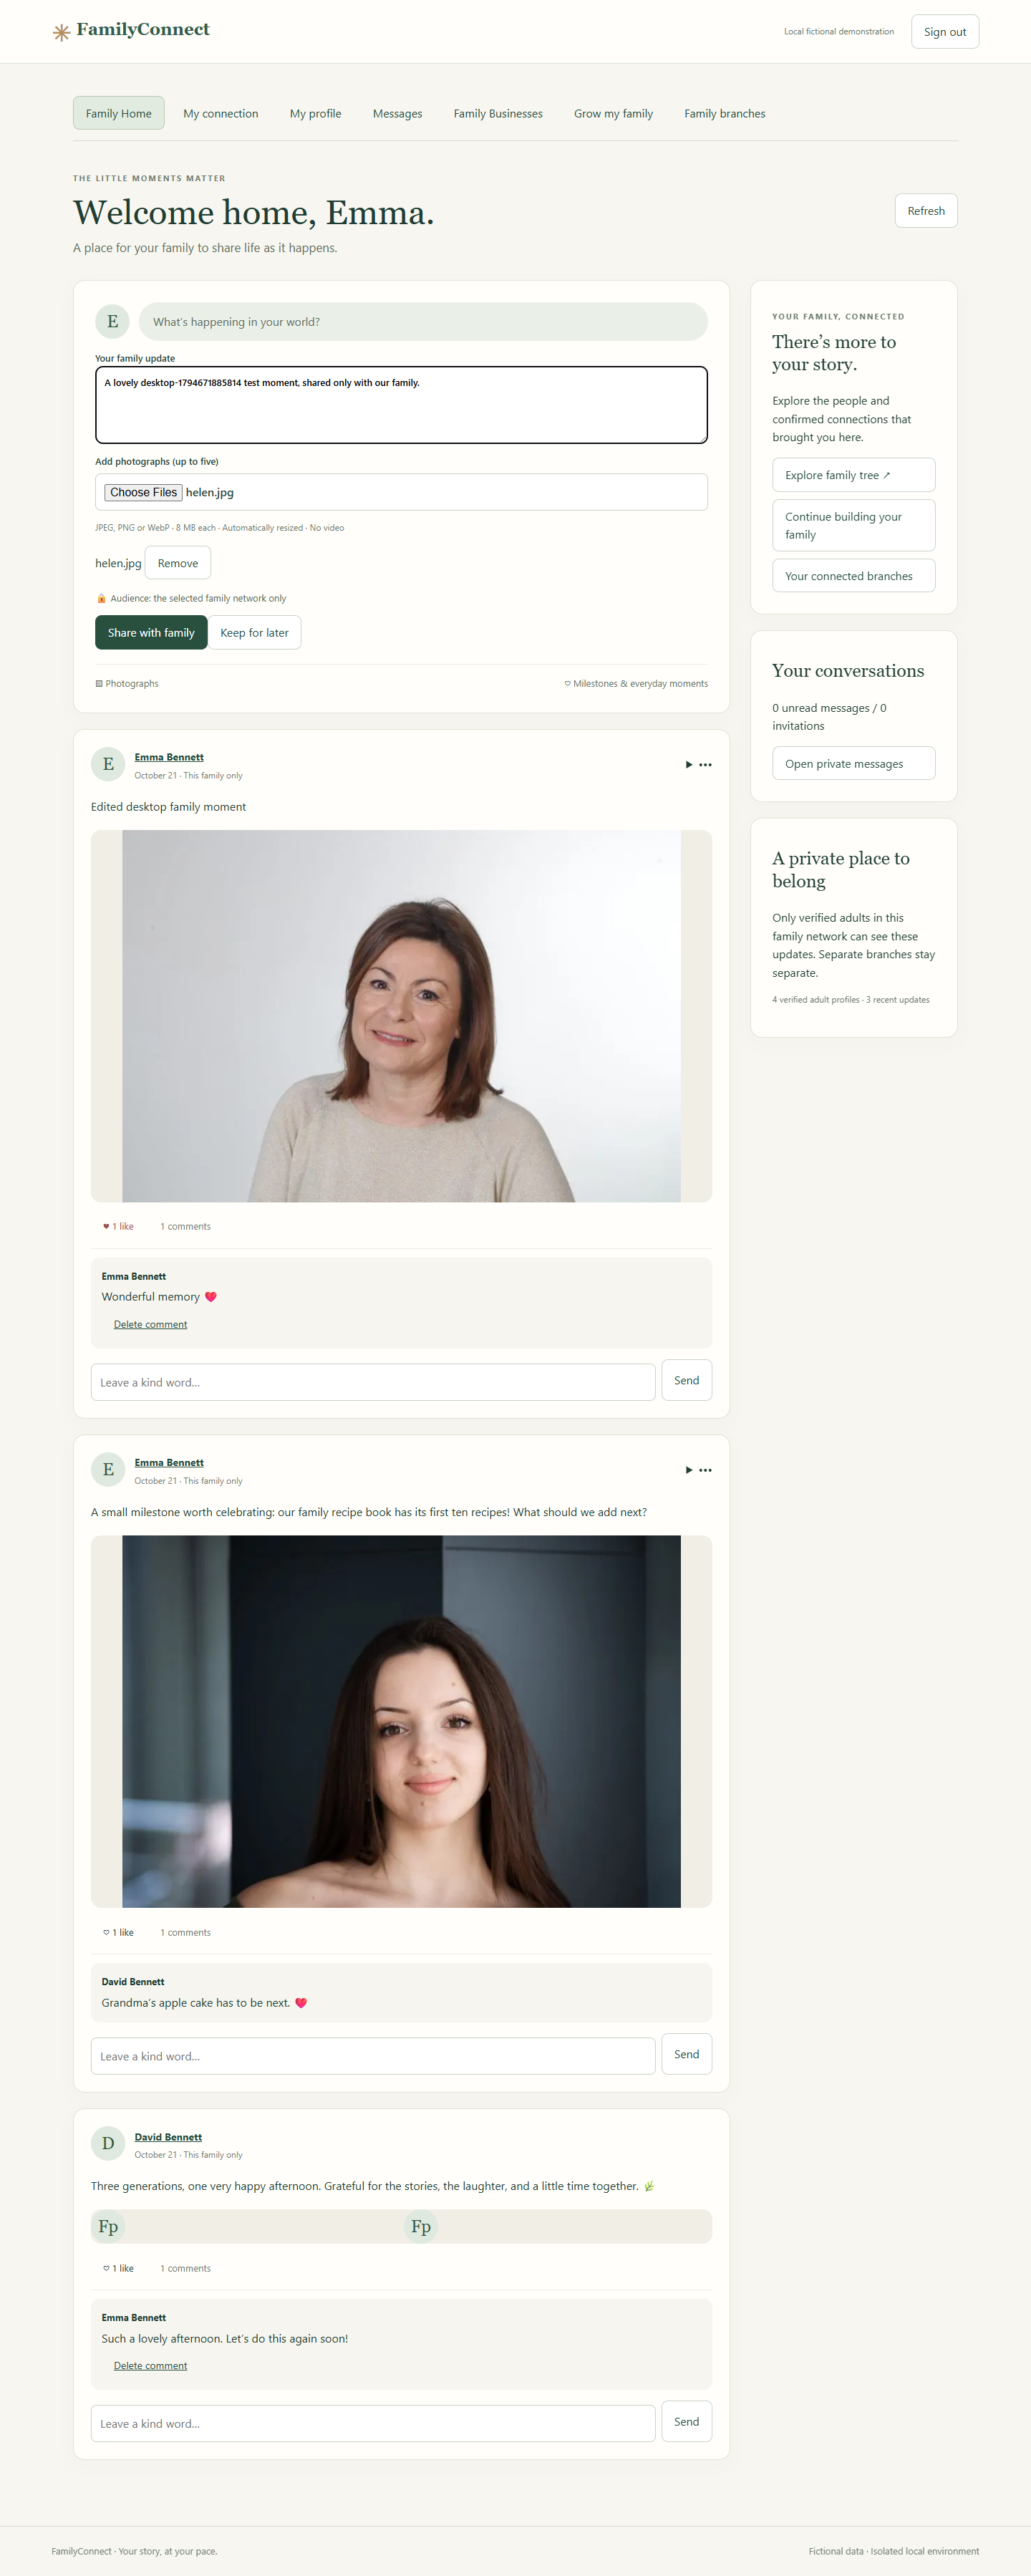 FamilyConnect
Local fictional demonstration
Sign out
Family Home
My connection
My profile
Messages
Family Businesses
Grow my family
Family branches
THE LITTLE MOMENTS MATTER
Welcome home, Emma.
A place for your family to share life as it happens.
Refresh
E
What's happening in your world?
Your family update
A lovely desktop-1794671885814 test moment, shared only with our family.
Add photographs (up to five)
Choose Files helen.jpg
JPEG, PNG or WebP · 8 MB each · Automatically resized · No video
helen.jpg Remove
🔒 Audience: the selected family network only
Share with family
Keep for later
▧ Photographs
♡ Milestones & everyday moments
E
Emma Bennett
October 21 · This family only
▶ •••
Edited desktop family moment
♥ 1 like
1 comments
Emma Bennett
Wonderful memory ❤️
Delete comment
Leave a kind word...
Send
E
Emma Bennett
October 21 · This family only
▶ •••
A small milestone worth celebrating: our family recipe book has its first ten recipes! What should we add next?
♡ 1 like
1 comments
David Bennett
Grandma's apple cake has to be next. ❤️
Leave a kind word...
Send
D
David Bennett
October 21 · This family only
Three generations, one very happy afternoon. Grateful for the stories, the laughter, and a little time together. 🌿
Fp
Fp
♡ 1 like
1 comments
Emma Bennett
Such a lovely afternoon. Let's do this again soon!
Delete comment
Leave a kind word...
Send
YOUR FAMILY, CONNECTED
There's more to
your story.
Explore the people and
confirmed connections that
brought you here.
Explore family tree ↗
Continue building your
family
Your connected branches
Your conversations
0 unread messages / 0
invitations
Open private messages
A private place to
belong
Only verified adults in this
family network can see these
updates. Separate branches stay
separate.
4 verified adult profiles · 3 recent updates
FamilyConnect · Your story, at your pace.
Fictional data · Isolated local environment